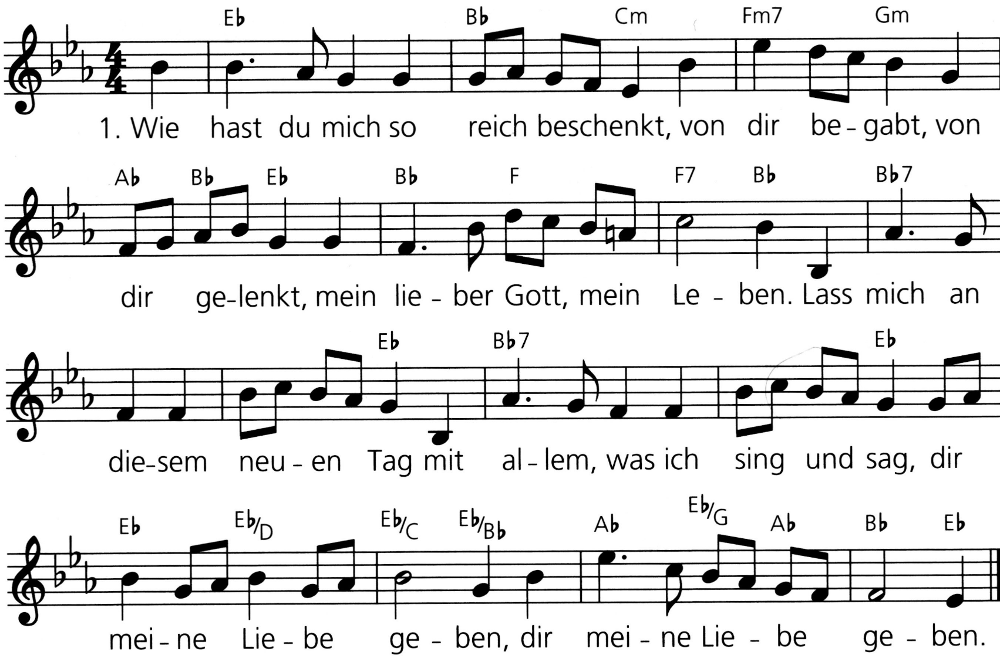 Eb Bb Cm Fm7 Gm
4/4
1. Wie hast du mich so reich beschenkt, von dir be - gabt, von
Ab Bb Eb Bb F F7 Bb Bb7
dir ge-lenkt, mein lie - ber Gott, mein Le - ben. Lass mich an
Eb Bb7 Eb
die-sem neu - en Tag mit al - lem, was ich sing und sag, dir
Eb Eb/D Eb/C Eb/Bb Ab Eb/G Ab Bb Eb
mei - ne Lie - be ge - ben, dir mei - ne Lie - be ge - ben.